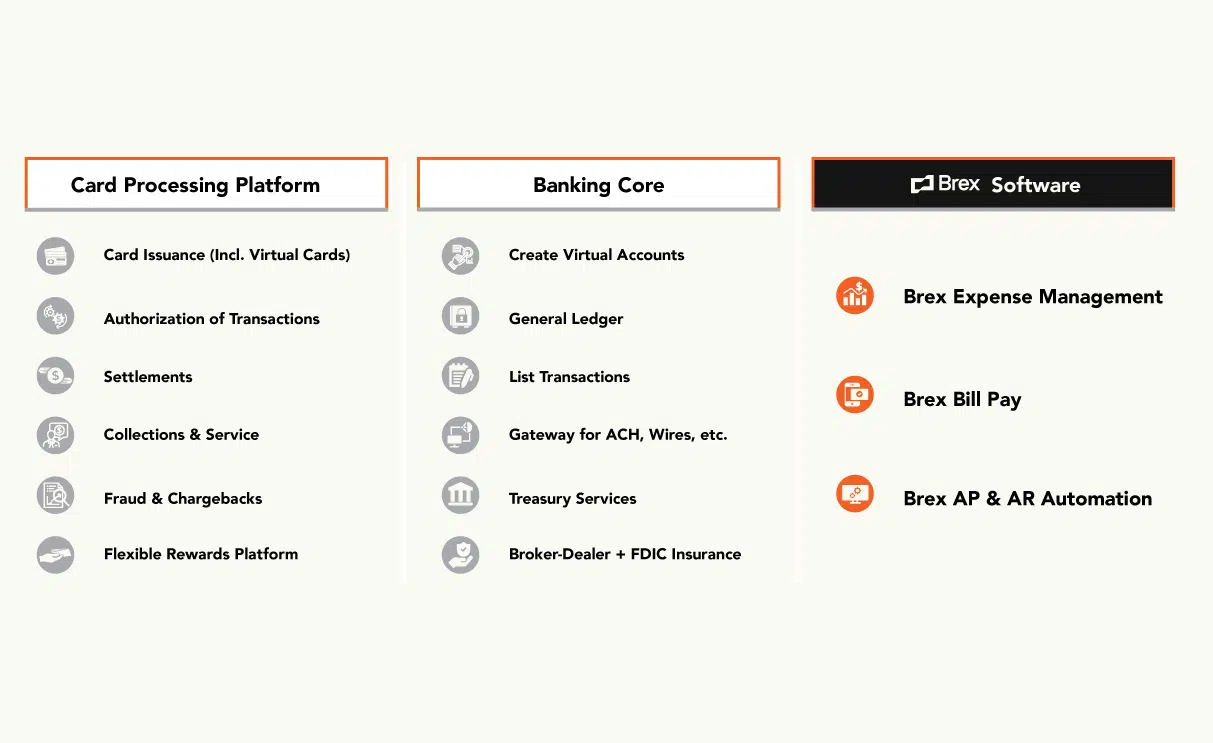 Card Processing Platform
Card Issuance (Incl. Virtual Cards)
Authorization of Transactions
Settlements
Collections & Service
Fraud & Chargebacks
Flexible Rewards Platform
Banking Core
Create Virtual Accounts
General Ledger
List Transactions
Gateway for ACH, Wires, etc.
Treasury Services
Broker-Dealer + FDIC Insurance
Brex Software
Brex Expense Management
Brex Bill Pay
Brex AP & AR Automation